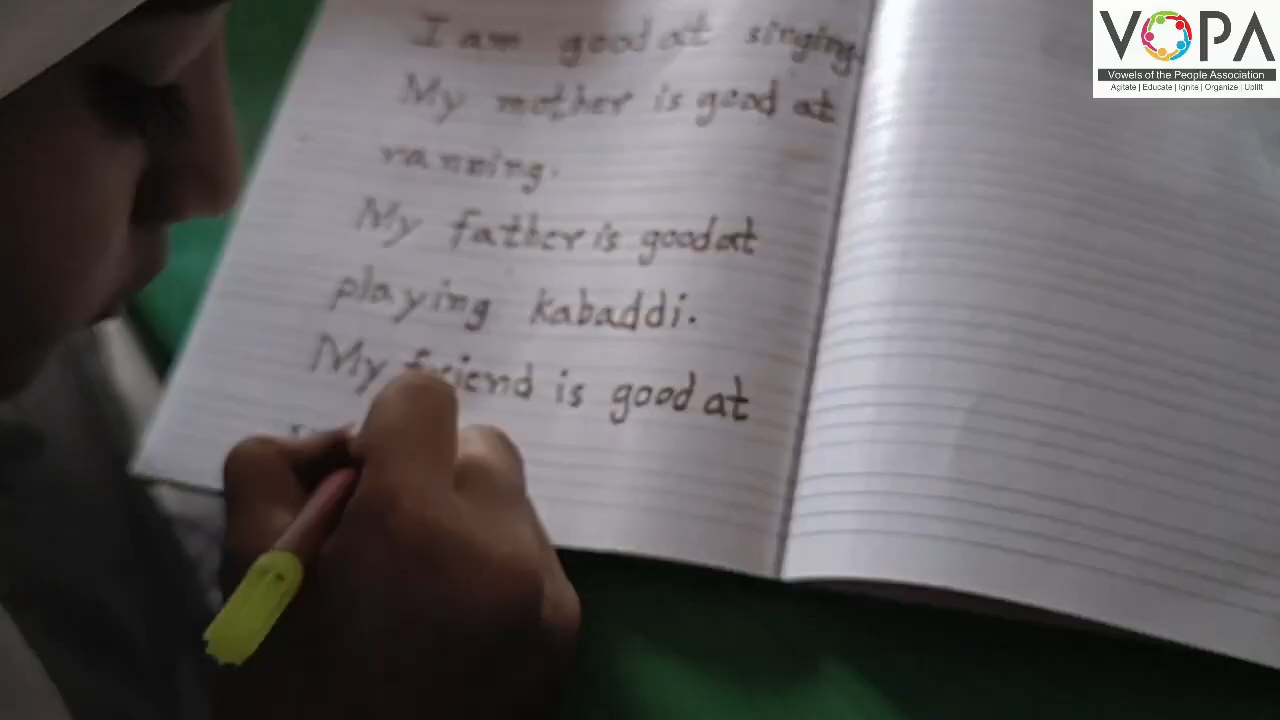 I am good at singing.
My mother is good at
ranning.
My father is good at
playing kabaddi.
My friend is good at
VOPA
Vowels of the People Association
Agitate | Educate | Ignite | Organize | Uplift